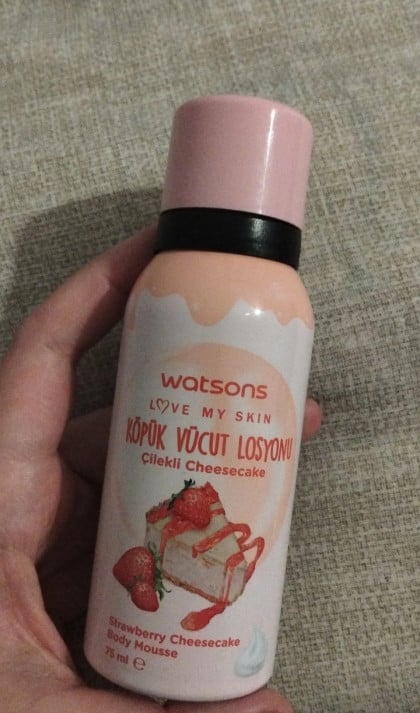 watsons
LOVE MY SKIN
KÖPÜK VÜCUT LOSYONU
Çilekli Cheesecake
Strawberry Cheesecake
Body Mousse
75 ml ℮